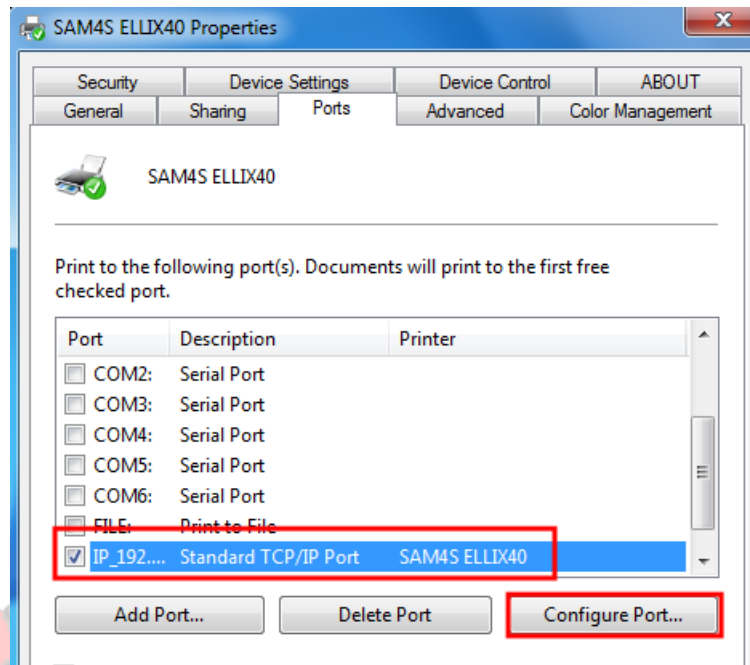 SAM4S ELLIX40 Properties
Security Device Settings Device Control ABOUT
General Sharing Ports Advanced Color Management
SAM4S ELLIX40
Print to the following port(s). Documents will print to the first free
checked port.
Port Description Printer
COM2: Serial Port
COM3: Serial Port
COM4: Serial Port
COM5: Serial Port
COM6: Serial Port
FILE: Print to File
IP_192.... Standard TCP/IP Port SAM4S ELLIX40
Add Port... Delete Port Configure Port...